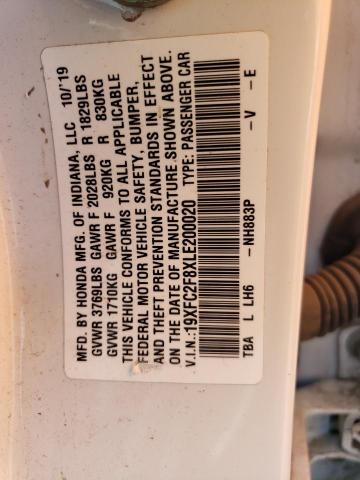 MFD. BY HONDA MFG. OF INDIANA, LLC 10/'19
GVWR 3769LBS GAWR F 2028LBS R 1829LBS
GVWR 1710KG GAWR F 920KG R 830KG
THIS VEHICLE CONFORMS TO ALL APPLICABLE
FEDERAL MOTOR VEHICLE SAFETY, BUMPER,
AND THEFT PREVENTION STANDARDS IN EFFECT
ON THE DATE OF MANUFACTURE SHOWN ABOVE.
V.I.N.:19XFC2F8XLE200020 TYPE: PASSENGER CAR
TBA L LH6 -NH883P -V -E